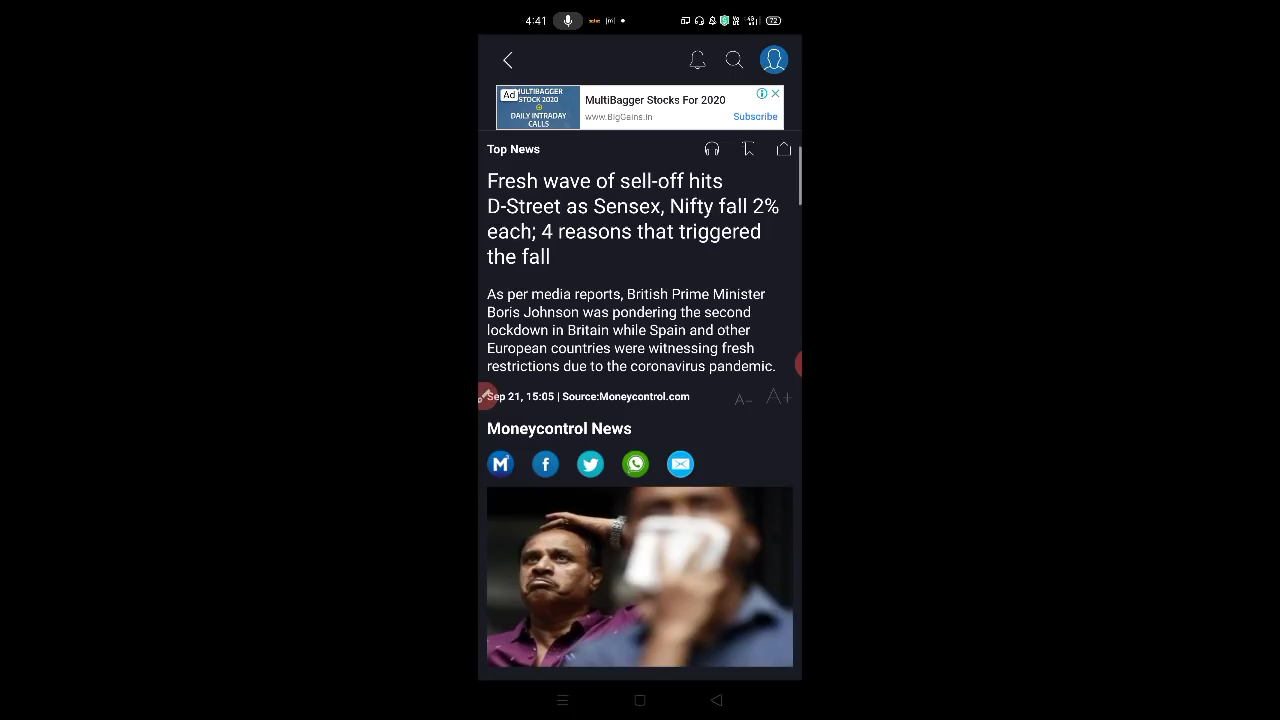 4:41
72
Ad
MULTIBAGGER
STOCK 2020
@
DAILY INTRADAY
CALLS
MultiBagger Stocks For 2020
www.BigGains.in
Subscribe
Top News
Fresh wave of sell-off hits
D-Street as Sensex, Nifty fall 2%
each; 4 reasons that triggered
the fall
As per media reports, British Prime Minister
Boris Johnson was pondering the second
lockdown in Britain while Spain and other
European countries were witnessing fresh
restrictions due to the coronavirus pandemic.
Sep 21, 15:05 | Source:Moneycontrol.com
A- A+
Moneycontrol News